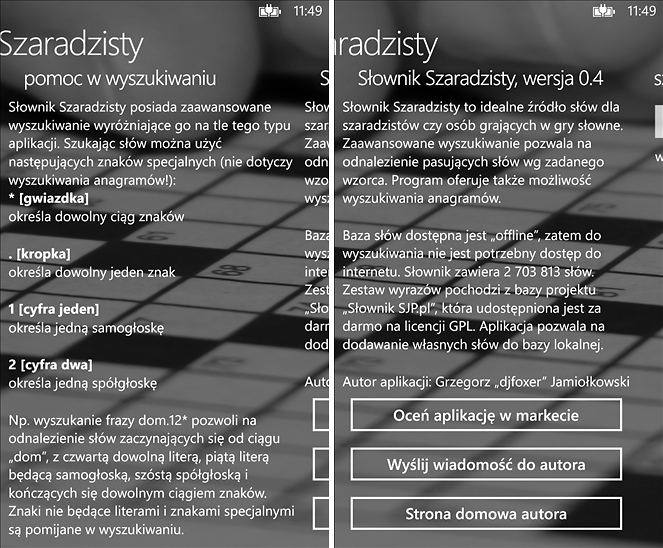 11:49
Szaradzisty
pomoc w wyszukiwaniu
Słownik Szaradzisty posiada zaawansowane
wyszukiwanie wyróżniające go na tle tego typu
aplikacji. Szukając słów można użyć
następujących znaków specjalnych (nie dotyczy
wyszukiwania anagramów!):
* [gwiazdka]
określa dowolny ciąg znaków
. [kropka]
określa dowolny jeden znak
1 [cyfra jeden]
określa jedną samogłoskę
2 [cyfra dwa]
określa jedną spółgłoskę
Np. wyszukanie frazy dom.12* pozwoli na
odnalezienie słów zaczynających się od ciągu
„dom”, z czwartą dowolną literą, piątą literą
będącą samogłoską, szóstą spółgłoską i
kończących się dowolnym ciągiem znaków.
Znaki nie będące literami i znakami specjalnymi
są pomijane w wyszukiwaniu.
11:49
aradzisty
Słownik Szaradzisty, wersja 0.4
Słownik Szaradzisty to idealne źródło słów dla
szaradzistów czy osób grających w gry słowne.
Zaawansowane wyszukiwanie pozwala na
odnalezienie pasujących słów wg zadanego
wzorca. Program oferuje także możliwość
wyszukiwania anagramów.
Baza słów dostępna jest „offline”, zatem do
wyszukiwania nie jest potrzebny dostęp do
internetu. Słownik zawiera 2 703 813 słów.
Zestaw wyrazów pochodzi z bazy projektu
„Słownik SJP.pl”, która udostępniona jest za
darmo na licencji GPL. Aplikacja pozwala na
dodawanie własnych słów do bazy lokalnej.
Autor aplikacji: Grzegorz „djfoxer” Jamiołkowski
Oceń aplikację w markecie
Wyślij wiadomość do autora
Strona domowa autora